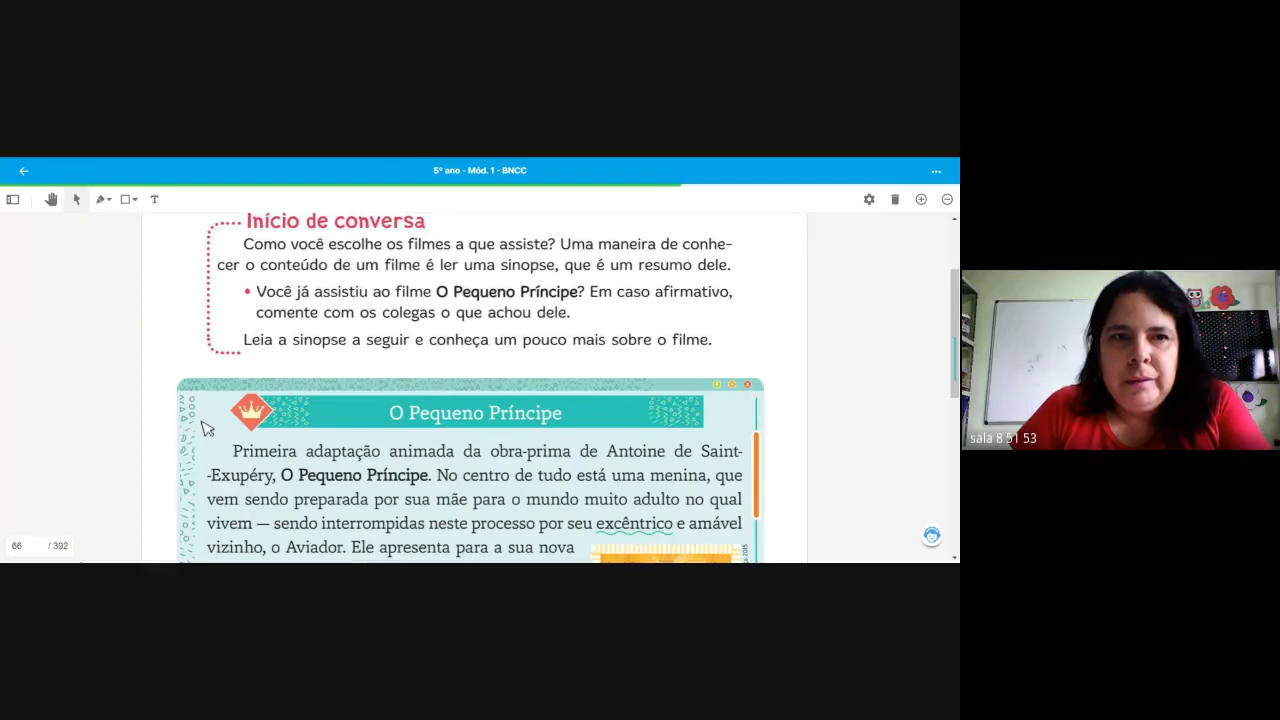 5º ano - Mód. 1 - BNCC
T
Início de conversa
Como você escolhe os filmes a que assiste? Uma maneira de conhe-
cer o conteúdo de um filme é ler uma sinopse, que é um resumo dele.
• Você já assistiu ao filme O Pequeno Príncipe? Em caso afirmativo,
comente com os colegas o que achou dele.
Leia a sinopse a seguir e conheça um pouco mais sobre o filme.
O Pequeno Príncipe
Primeira adaptação animada da obra-prima de Antoine de Saint-
-Exupéry, O Pequeno Príncipe. No centro de tudo está uma menina, que
vem sendo preparada por sua mãe para o mundo muito adulto no qual
vivem — sendo interrompidas neste processo por seu excêntrico e amável
vizinho, o Aviador. Ele apresenta para a sua nova
66 / 392
sala 8 51 53